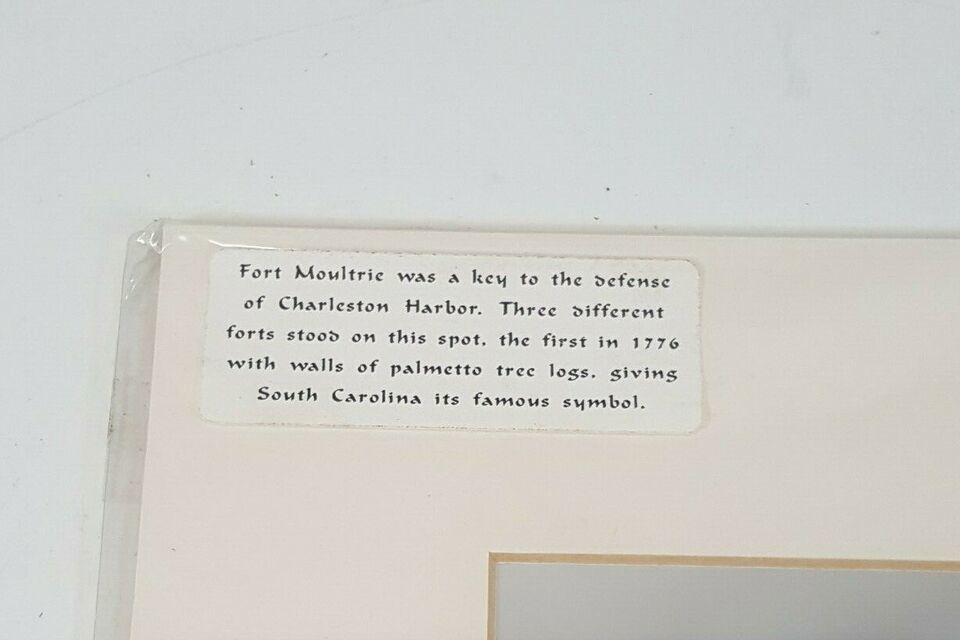 Fort Moultrie was a key to the defense
of Charleston Harbor. Three different
forts stood on this spot. the first in 1776
with walls of palmetto tree logs. giving
South Carolina its famous symbol.